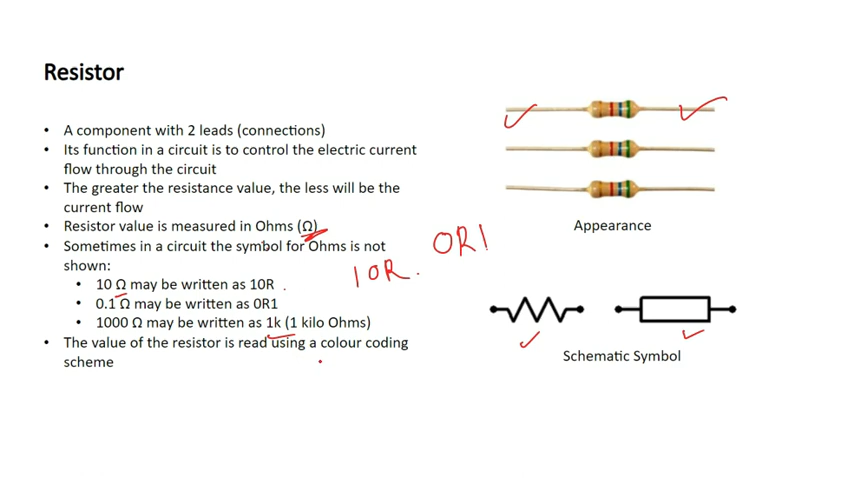 Resistor
• A component with 2 leads (connections)
• Its function in a circuit is to control the electric current
flow through the circuit
• The greater the resistance value, the less will be the
current flow
• Resistor value is measured in Ohms (Ω)
• Sometimes in a circuit the symbol for Ohms is not
shown:
• 10 Ω may be written as 10R
• 0.1 Ω may be written as 0R1
• 1000 Ω may be written as 1k (1 kilo Ohms)
• The value of the resistor is read using a colour coding
scheme
10R.
0R1
Appearance
Schematic Symbol